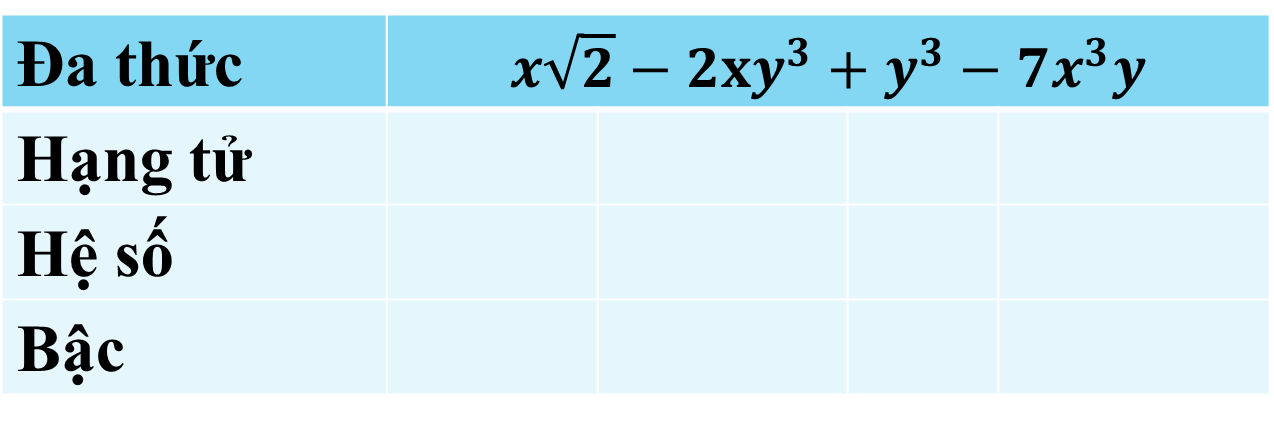 Đa thức x√2 − 2xy³ + y³ − 7x³y
Hạng tử
Hệ số
Bậc